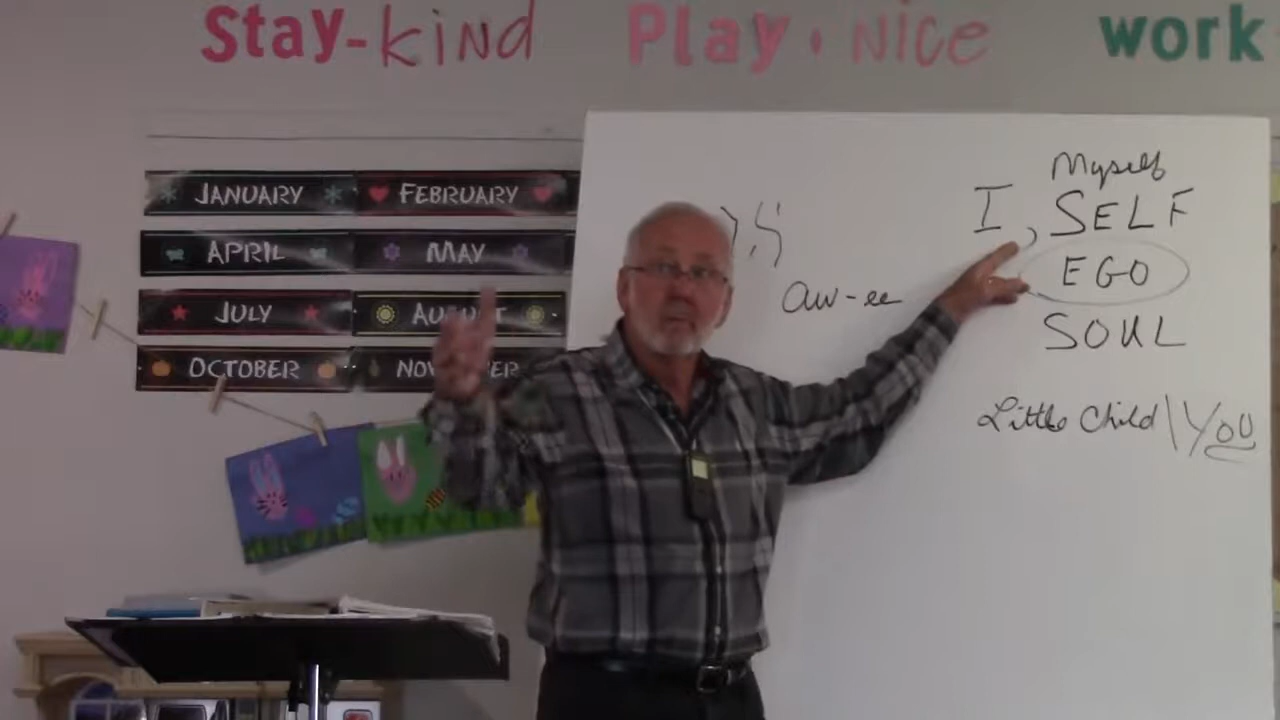 Stay-kind Play · nice work
JANUARY FEBRUARY
APRIL MAY
JULY AUGUST
OCTOBER
Myself
I, SELF
EGO
aw-ee
SOUL
Little Child \ YOU